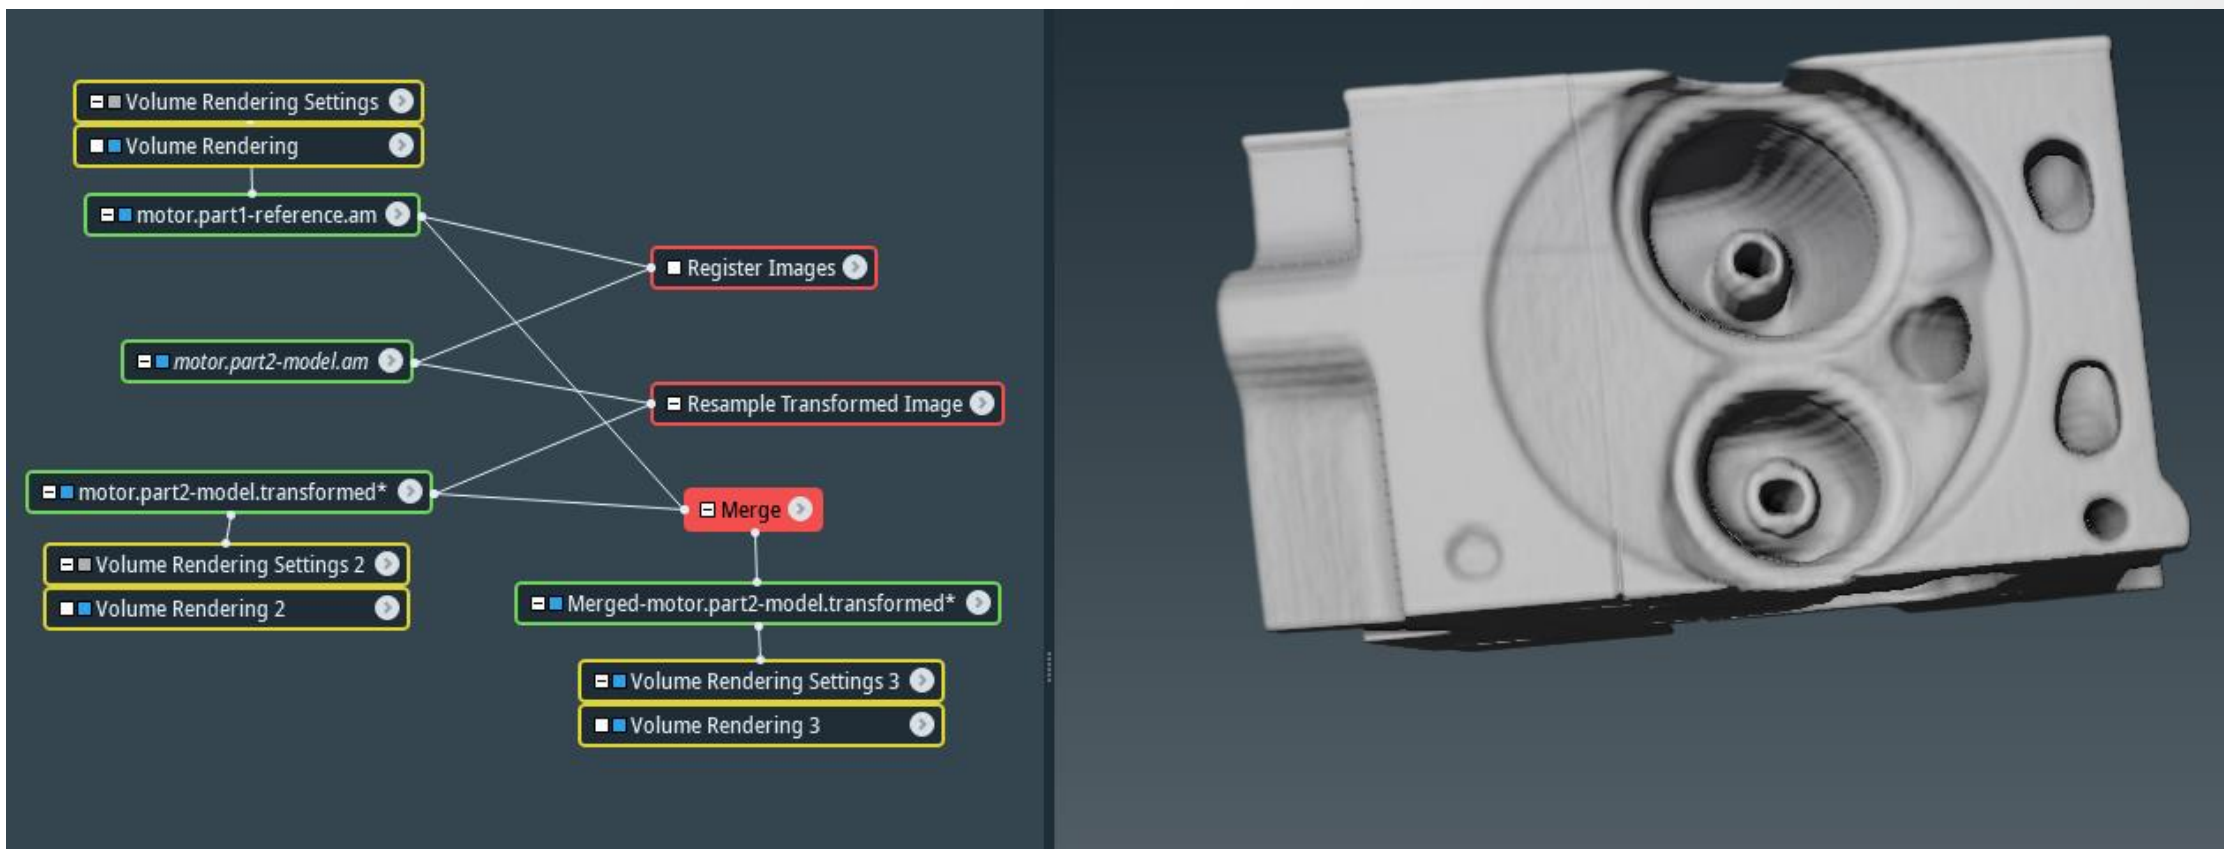 Volume Rendering Settings
Volume Rendering
motor.part1-reference.am
Register Images
motor.part2-model.am
Resample Transformed Image
motor.part2-model.transformed*
Merge
Volume Rendering Settings 2
Volume Rendering 2
Merged-motor.part2-model.transformed*
Volume Rendering Settings 3
Volume Rendering 3